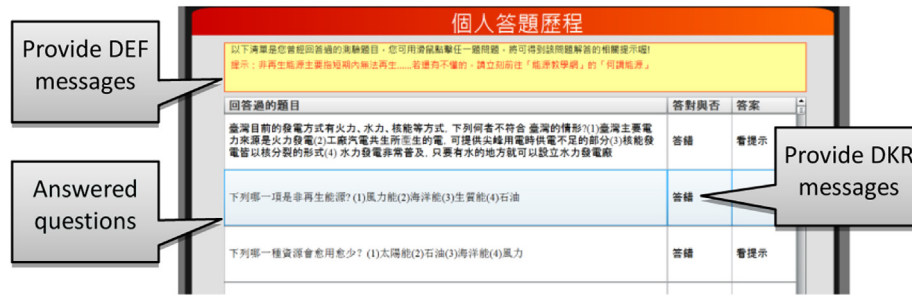 個人答題歷程
Provide DEF
messages
以下清單是您曾經回答過的測驗題目，您可用滑鼠點擊任一題問題，將可得到該問題解答的相關提示喔!
提示：非再生能源主要指短期內無法再生......若還有不懂的，請立刻前往「能源教學網」的「何謂能源」
回答過的題目 答對與否 答案
臺灣目前的發電方式有火力、水力、核能等方式. 下列何者不符合 臺灣的情形?(1)臺灣主要電
力來源是火力發電(2)工廠汽電共生所產生的電, 可提供尖峰用電時供電不足的部分(3)核能發
電皆以核分裂的形式(4) 水力發電非常普及, 只要有水的地方就可以設立水力發電廠
答錯 看提示
Provide DKR
messages
Answered
questions
下列哪一項是非再生能源? (1)風力能(2)海洋能(3)生質能(4)石油
答錯
下列哪一種資源會愈用愈少? (1)太陽能(2)石油(3)海洋能(4)風力
答錯 看提示